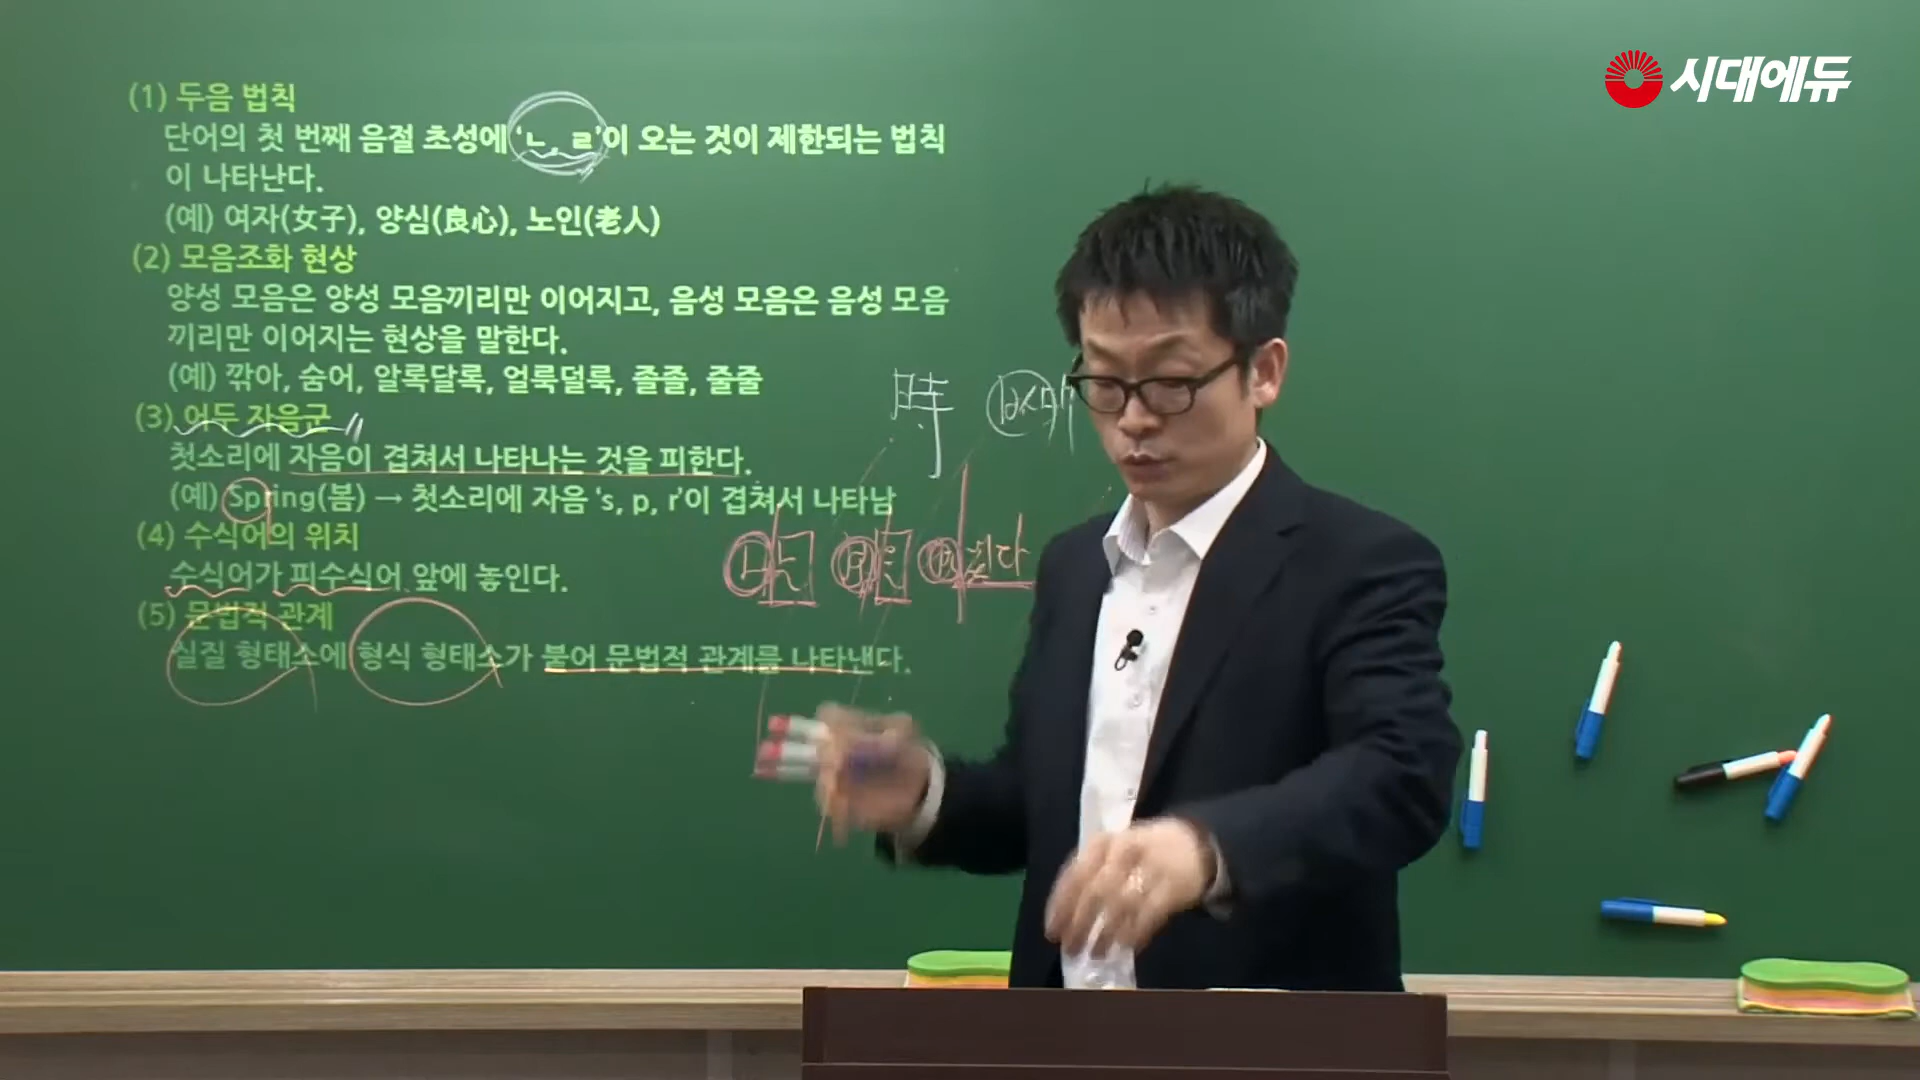 시대에듀
(1) 두음 법칙
단어의 첫 번째 음절 초성에 'ㄴ, ㄹ'이 오는 것이 제한되는 법칙
이 나타난다.
(예) 여자(女子), 양심(良心), 노인(老人)
(2) 모음조화 현상
양성 모음은 양성 모음끼리만 이어지고, 음성 모음은 음성 모음
끼리만 이어지는 현상을 말한다.
(예) 깎아, 숨어, 알록달록, 얼룩덜룩, 졸졸, 줄줄
(3) 어두 자음군
첫소리에 자음이 겹쳐서 나타나는 것을 피한다.
(예) Spring(봄) → 첫소리에 자음 's, p, r'이 겹쳐서 나타남
(4) 수식어의 위치
수식어가 피수식어 앞에 놓인다.
(5) 문법적 관계
실질 형태소에 형식 형태소가 붙어 문법적 관계를 나타낸다.
時